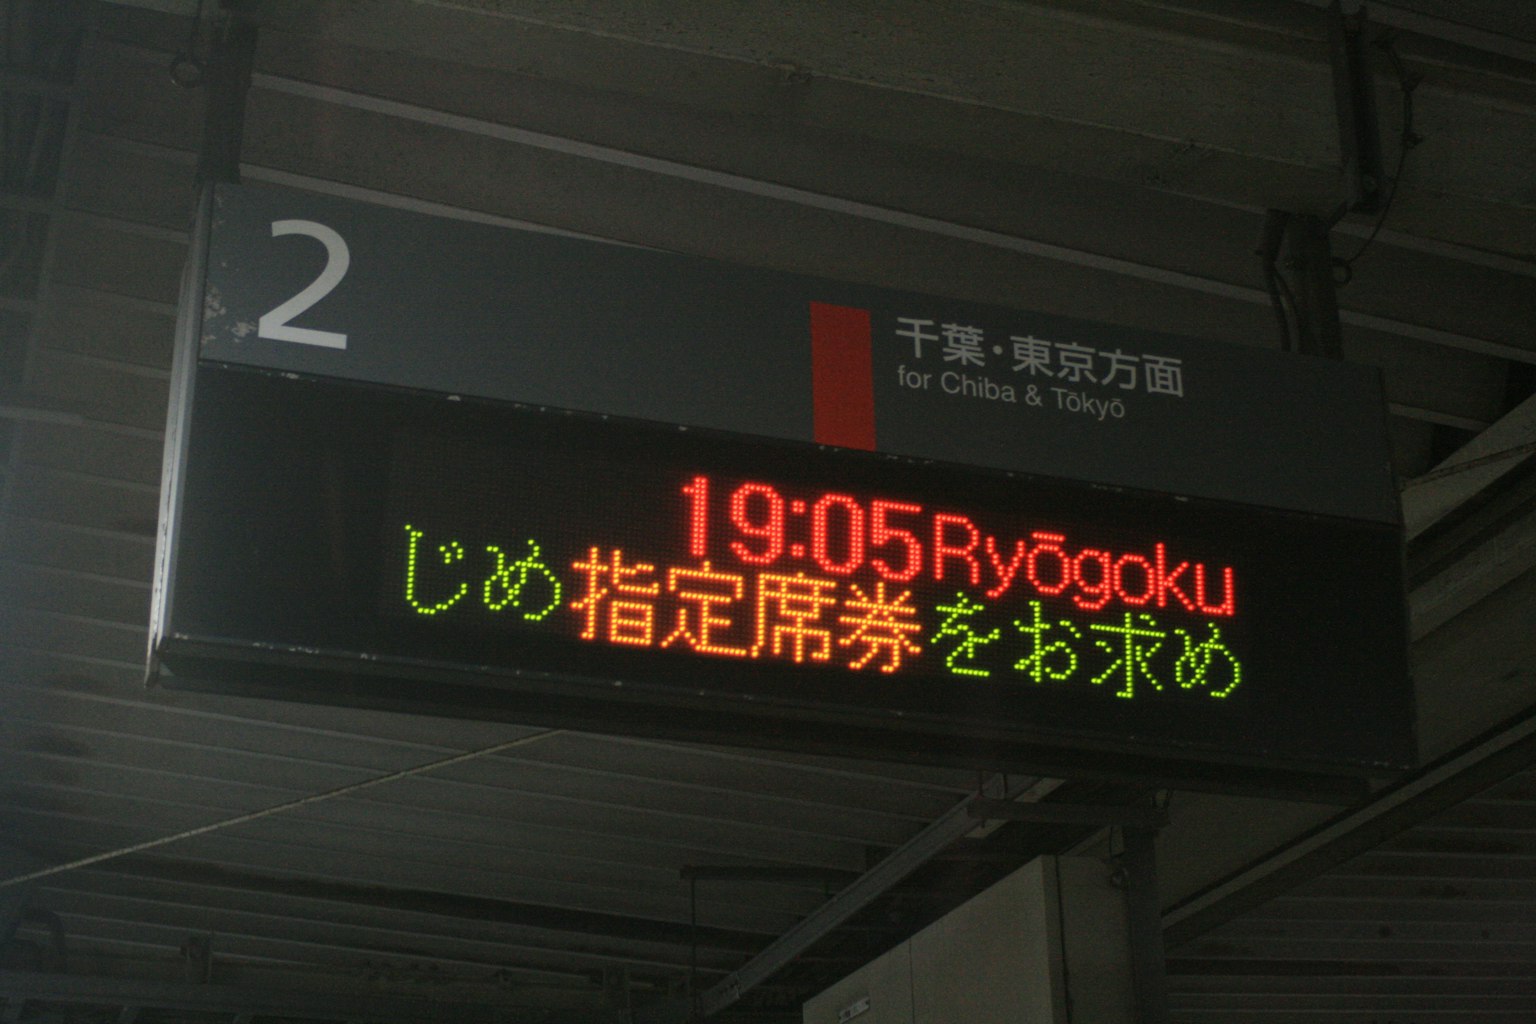 2
千葉・東京方面
for Chiba & Tōkyō
19:05 Ryōgoku
じめ指定席券をお求め